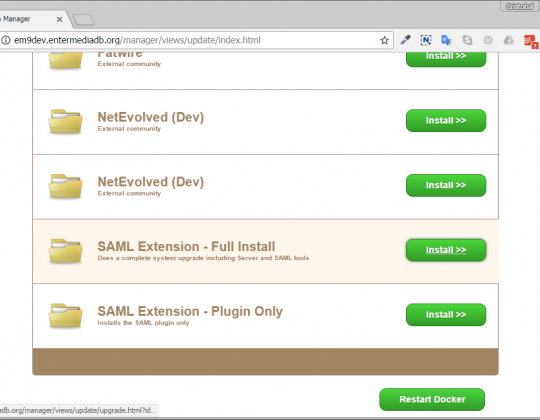 Cristobal
Manager
em9dev.entermediadb.org/manager/views/update/index.html
Fatwire
External community
Install >>
NetEvolved (Dev)
External community
Install >>
NetEvolved (Dev)
External community
Install >>
SAML Extension - Full Install
Does a complete system upgrade including Server and SAML tools
Install >>
SAML Extension - Plugin Only
Installs the SAML plugin only
Install >>
Restart Docker
adb.org/manager/views/update/upgrade.html?id...